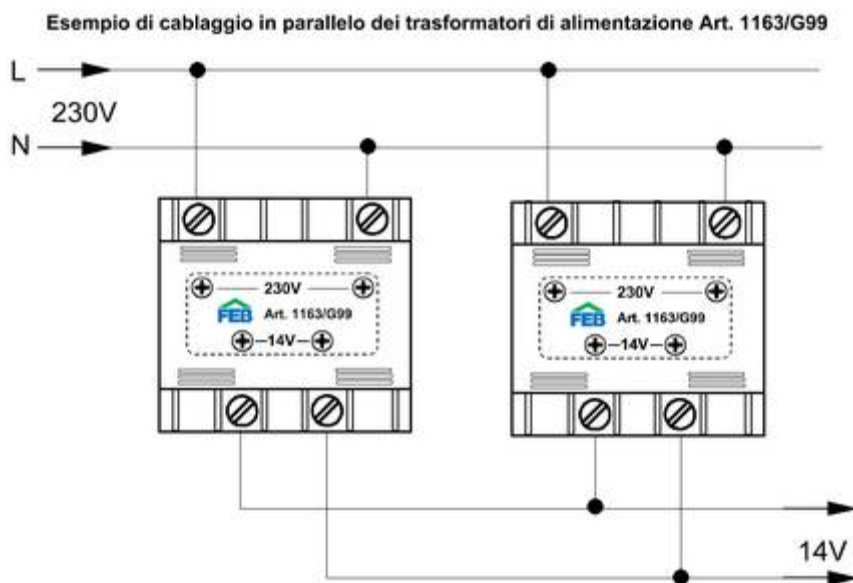 Esempio di cablaggio in parallelo dei trasformatori di alimentazione Art. 1163/G99
L
230V
N
230V
FEB Art. 1163/G99
14V
230V
FEB Art. 1163/G99
14V
14V